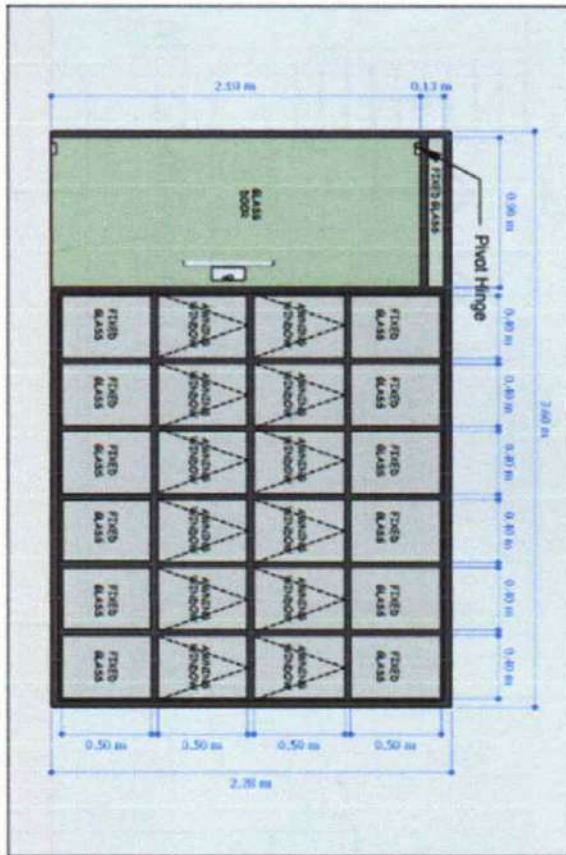 3.60 m
0.96 m
0.40 m
0.40 m
0.40 m
0.40 m
0.40 m
0.40 m
Pivot Hinge
0.13 m
FIXED GLASS
2.10 m
GLASS
DOOR
FIXED
GLASS
FIXED
GLASS
FIXED
GLASS
FIXED
GLASS
FIXED
GLASS
FIXED
GLASS
AWNING
WINDOW
AWNING
WINDOW
AWNING
WINDOW
AWNING
WINDOW
AWNING
WINDOW
AWNING
WINDOW
AWNING
WINDOW
AWNING
WINDOW
AWNING
WINDOW
AWNING
WINDOW
AWNING
WINDOW
AWNING
WINDOW
FIXED
GLASS
FIXED
GLASS
FIXED
GLASS
FIXED
GLASS
FIXED
GLASS
FIXED
GLASS
0.50 m
0.50 m
0.50 m
0.50 m
2.28 m